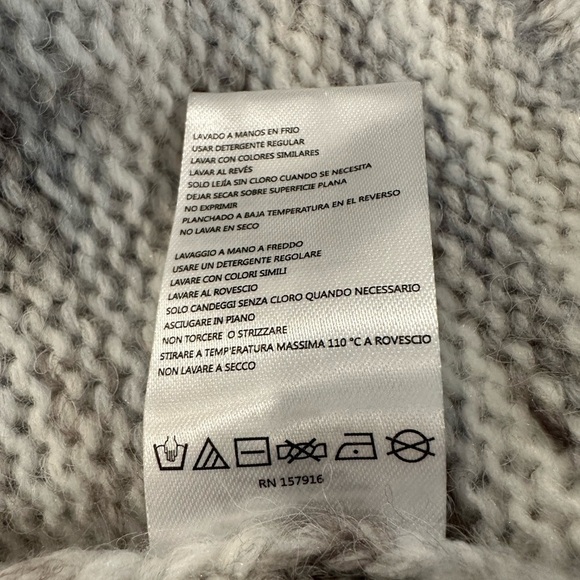 LAVADO A MANOS EN FRIO
USAR DETERGENTE REGULAR
LAVAR CON COLORES SIMILARES
LAVAR AL REVÉS
SOLO LEJÍA SIN CLORO CUANDO SE NECESITA
DEJAR SECAR SOBRE SUPERFICIE PLANA
NO EXPRIMIR
PLANCHADO A BAJA TEMPERATURA EN EL REVERSO
NO LAVAR EN SECO
LAVAGGIO A MANO A FREDDO
USARE UN DETERGENTE REGOLARE
LAVARE CON COLORI SIMILI
LAVARE AL ROVESCIO
SOLO CANDEGGI SENZA CLORO QUANDO NECESSARIO
ASCIUGARE IN PIANO
NON TORCERE O STRIZZARE
STIRARE A TEMP'ERATURA MASSIMA 110 °C A ROVESCIO
NON LAVARE A SECCO
RN 157916